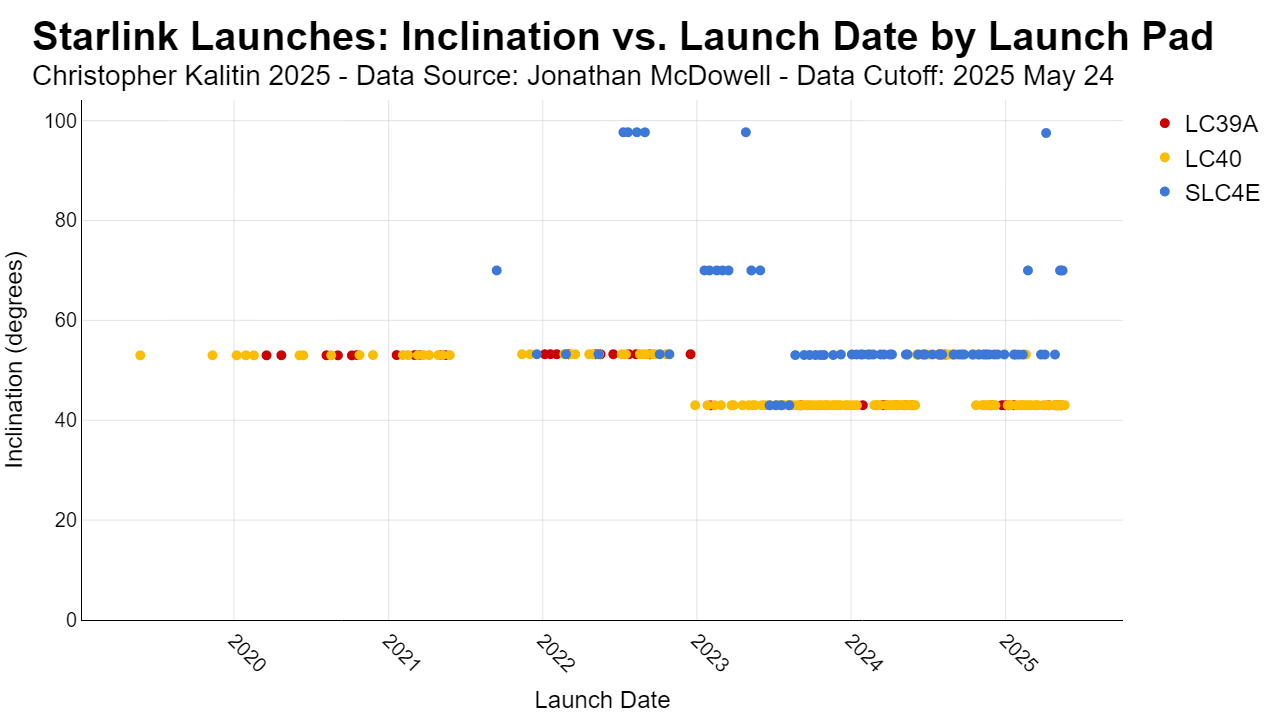 Starlink Launches: Inclination vs. Launch Date by Launch Pad
Christopher Kalitin 2025 - Data Source: Jonathan McDowell - Data Cutoff: 2025 May 24
LC39A
LC40
SLC4E
Inclination (degrees)
100
80
60
40
20
0
2020
2021
2022
2023
2024
2025
Launch Date